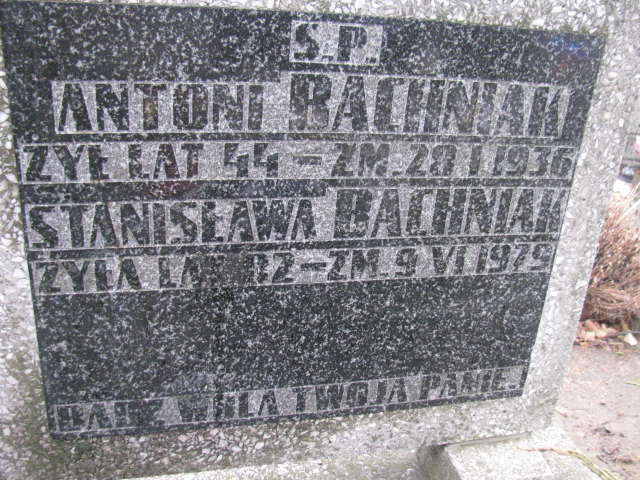 S.P.
ANTONI BACHNIAK
ŻYŁ LAT 44 - ZM. 28 I 1936
STANISŁAWA BACHNIAK
ŻYŁA LAT - ZM. 9 VI 1979
BĄDŹ WOLA TWOJA PANIE.